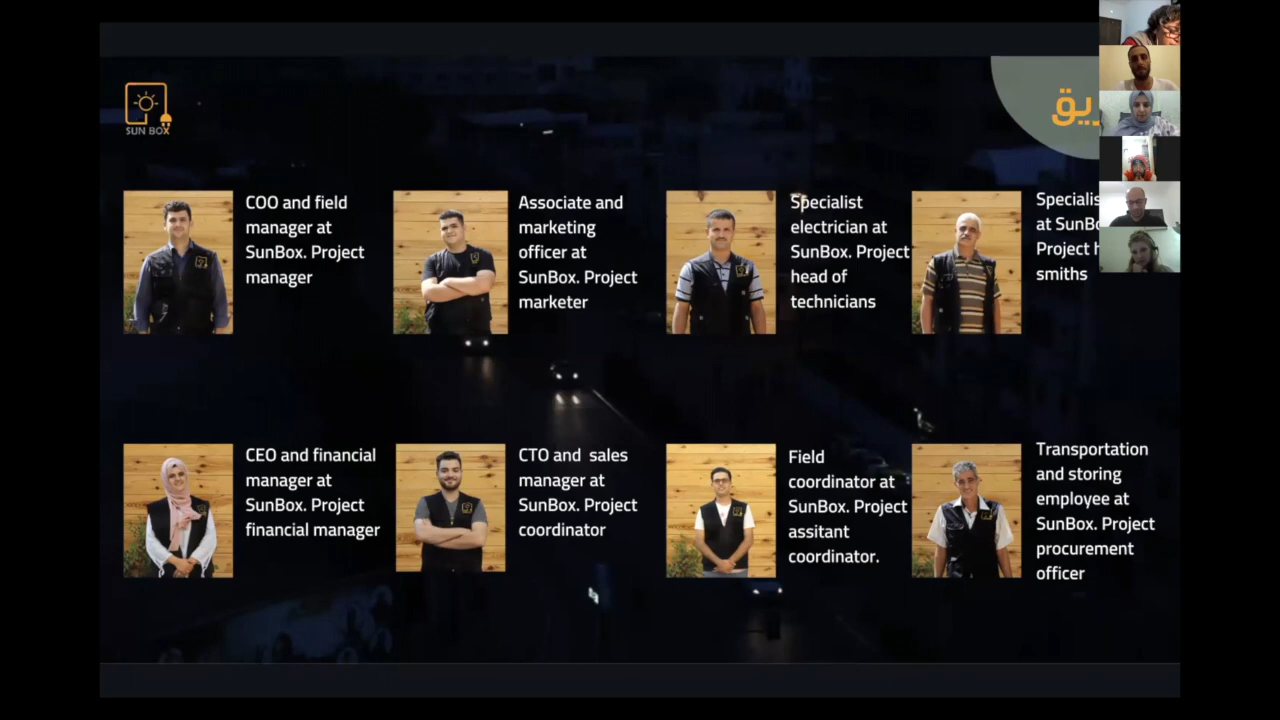 SUN BOX
COO and field
manager at
SunBox. Project
manager
Associate and
marketing
officer at
SunBox. Project
marketer
Specialist
electrician at
SunBox. Project
head of
technicians
at
Project
smiths
CEO and financial
manager at
SunBox. Project
financial manager
CTO and sales
manager at
SunBox. Project
coordinator
Field
coordinator at
SunBox. Project
assitant
coordinator.
Transportation
and storing
employee at
SunBox. Project
procurement
officer